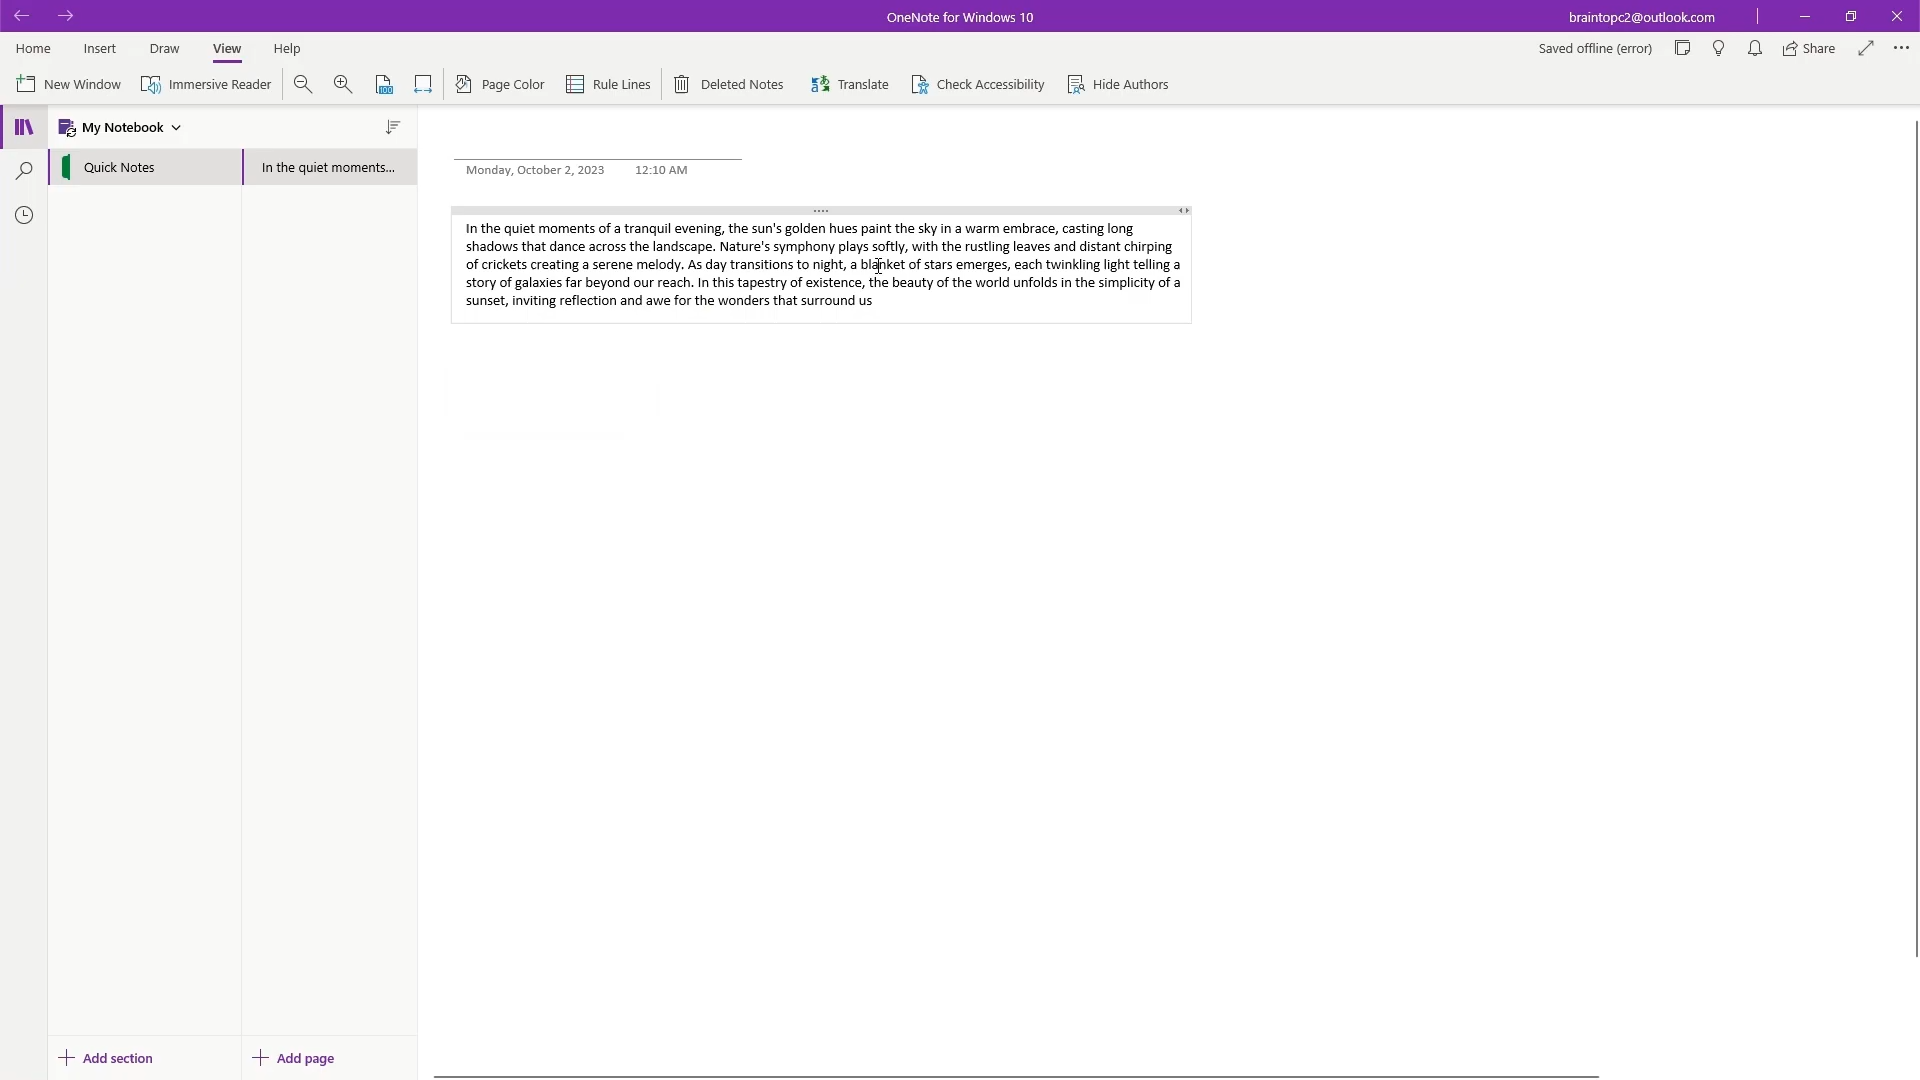 OneNote for Windows 10
braintopc2@outlook.com
Home Insert Draw View Help
Saved offline (error) Share
New Window Immersive Reader 100 Page Color Rule Lines Deleted Notes Translate Check Accessibility Hide Authors
My Notebook
Quick Notes
In the quiet moments...
Monday, October 2, 2023 12:10 AM
In the quiet moments of a tranquil evening, the sun's golden hues paint the sky in a warm embrace, casting long
shadows that dance across the landscape. Nature's symphony plays softly, with the rustling leaves and distant chirping
of crickets creating a serene melody. As day transitions to night, a blanket of stars emerges, each twinkling light telling a
story of galaxies far beyond our reach. In this tapestry of existence, the beauty of the world unfolds in the simplicity of a
sunset, inviting reflection and awe for the wonders that surround us
Add section
Add page